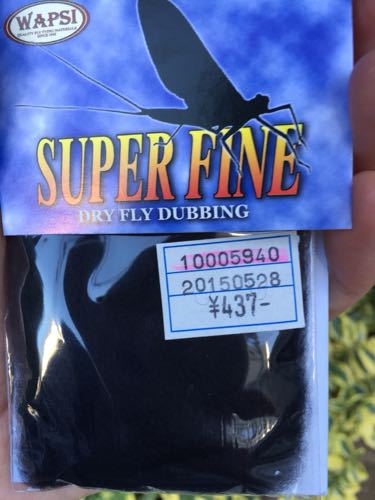 WAPSI
QUALITY FLY TYING MATERIALS
SINCE 1945
SUPER FINE
DRY FLY DUBBING
10005940
20150528
¥437-